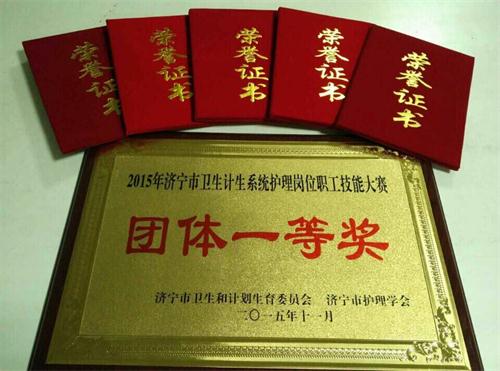 荣誉证书
荣誉证书
荣誉证书
荣誉证书
荣誉证书
2015年济宁市卫生计生系统护理岗位职工技能大赛
团体一等奖
济宁市卫生和计划生育委员会 济宁市护理学会
二〇一五年十一月